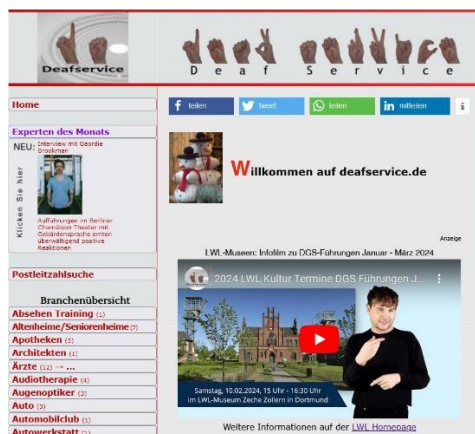 Deafservice
D e a f S e r v i c e
Home
Experten des Monats
NEU: Interview mit Geordie
Brookman
Klicken Sie hier
Aufführungen im Berliner
Chamäleon Theater mit
Gebärdensprache ernten
überwältigend positive
Reaktionen
Postleitzahlsuche
Branchenübersicht
Absehen Training (1)
Altenheime/Seniorenheime (7)
Apotheken (3)
Architekten (1)
Ärzte (12) → ...
Audiotherapie (4)
Augenoptiker (2)
Auto (3)
Automobilclub (1)
Autowerkstatt (1)
teilen
tweet
teilen
mitteilen
i
Willkommen auf deafservice.de
Anzeige
LWL-Museen: Infofilm zu DGS-Führungen Januar - März 2024
2024 LWL Kultur Termine DGS Führungen J...
Samstag, 10.02.2024, 15 Uhr - 16:30 Uhr
im LWL-Museum Zeche Zollern in Dortmund
Weitere Informationen auf der LWL Homepage